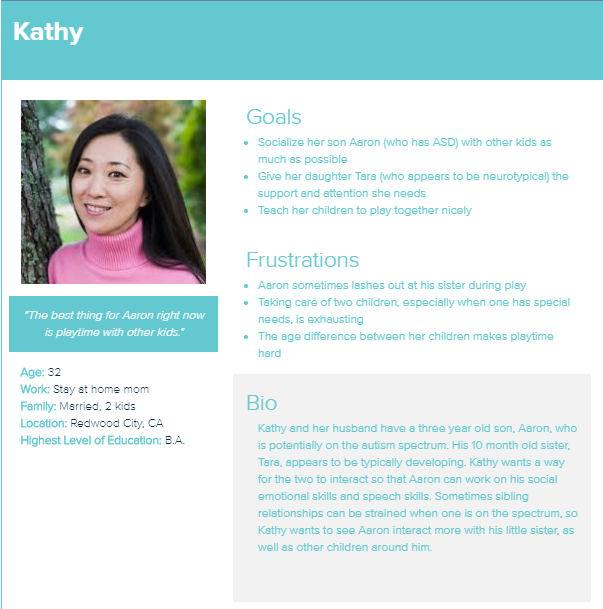 Kathy
"The best thing for Aaron right now
is playtime with other kids."
Age: 32
Work: Stay at home mom
Family: Married, 2 kids
Location: Redwood City, CA
Highest Level of Education: B.A.
Goals
• Socialize her son Aaron (who has ASD) with other kids as
much as possible
• Give her daughter Tara (who appears to be neurotypical) the
support and attention she needs
• Teach her children to play together nicely
Frustrations
• Aaron sometimes lashes out at his sister during play
• Taking care of two children, especially when one has special
needs, is exhausting
• The age difference between her children makes playtime
hard
Bio
Kathy and her husband have a three year old son, Aaron, who
is potentially on the autism spectrum. His 10 month old sister,
Tara, appears to be typically developing. Kathy wants a way
for the two to interact so that Aaron can work on his social
emotional skills and speech skills. Sometimes sibling
relationships can be strained when one is on the spectrum, so
Kathy wants to see Aaron interact more with his little sister, as
well as other children around him.